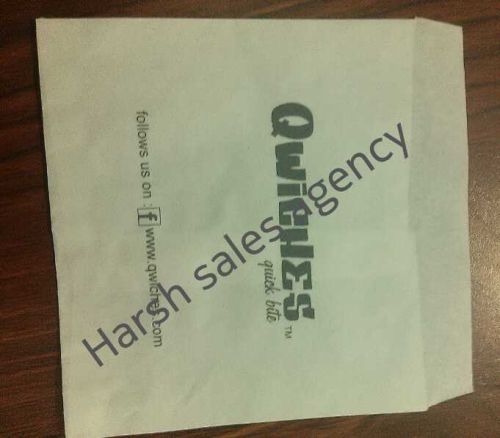 QwicHES™
quick bite
follows us on : f www.qwiches.com
Harsh sales agency